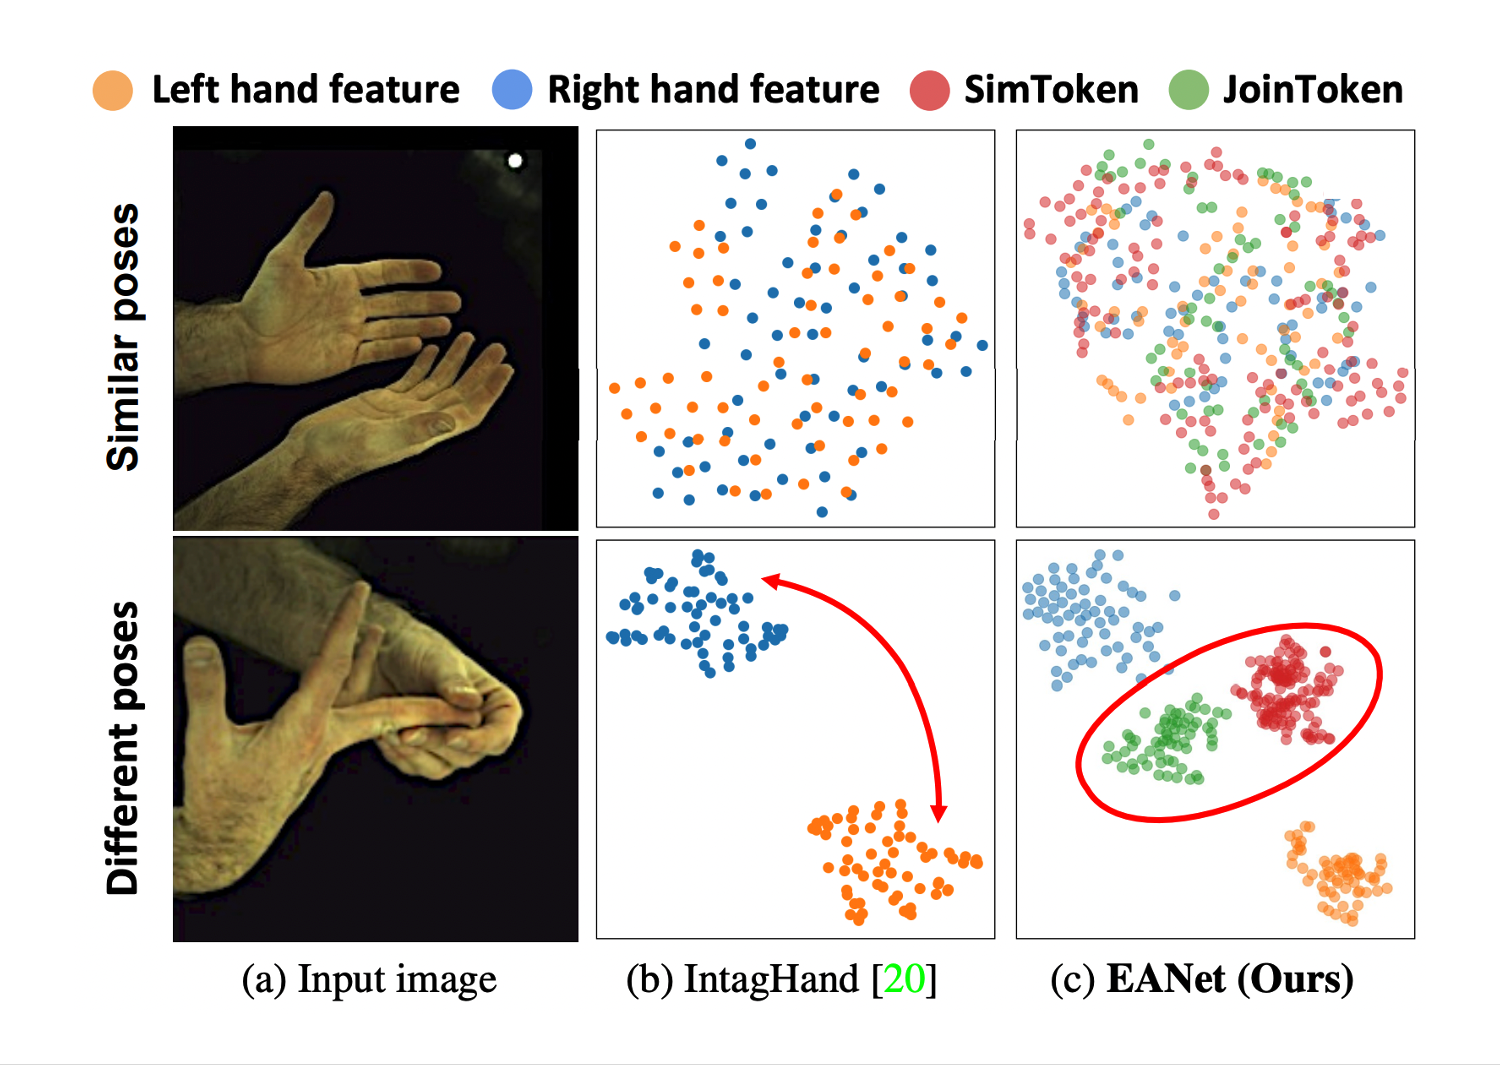 Left hand feature Right hand feature SimToken JoinToken
Similar poses
Different poses
(a) Input image (b) IntagHand [20] (c) EANet (Ours)